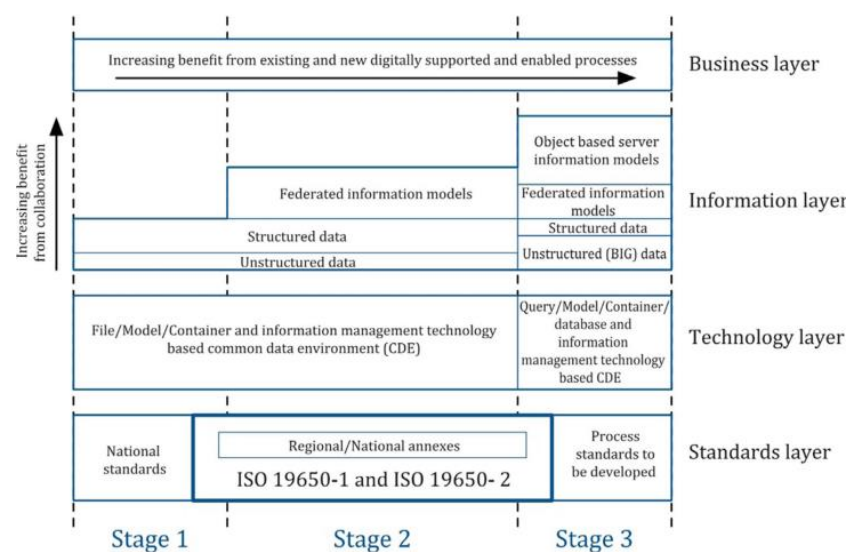 Increasing benefit from existing and new digitally supported and enabled processes
Business layer
Increasing benefit
from collaboration
Object based server
information models
Federated information models
Federated information
models
Structured data
Structured data
Unstructured data
Unstructured (BIG) data
Information layer
File/Model/Container and information management technology
based common data environment (CDE)
Query/Model/Container/
database and
information
management technology
based CDE
Technology layer
National
standards
Regional/National annexes
ISO 19650-1 and ISO 19650- 2
Process
standards to
be developed
Standards layer
Stage 1
Stage 2
Stage 3